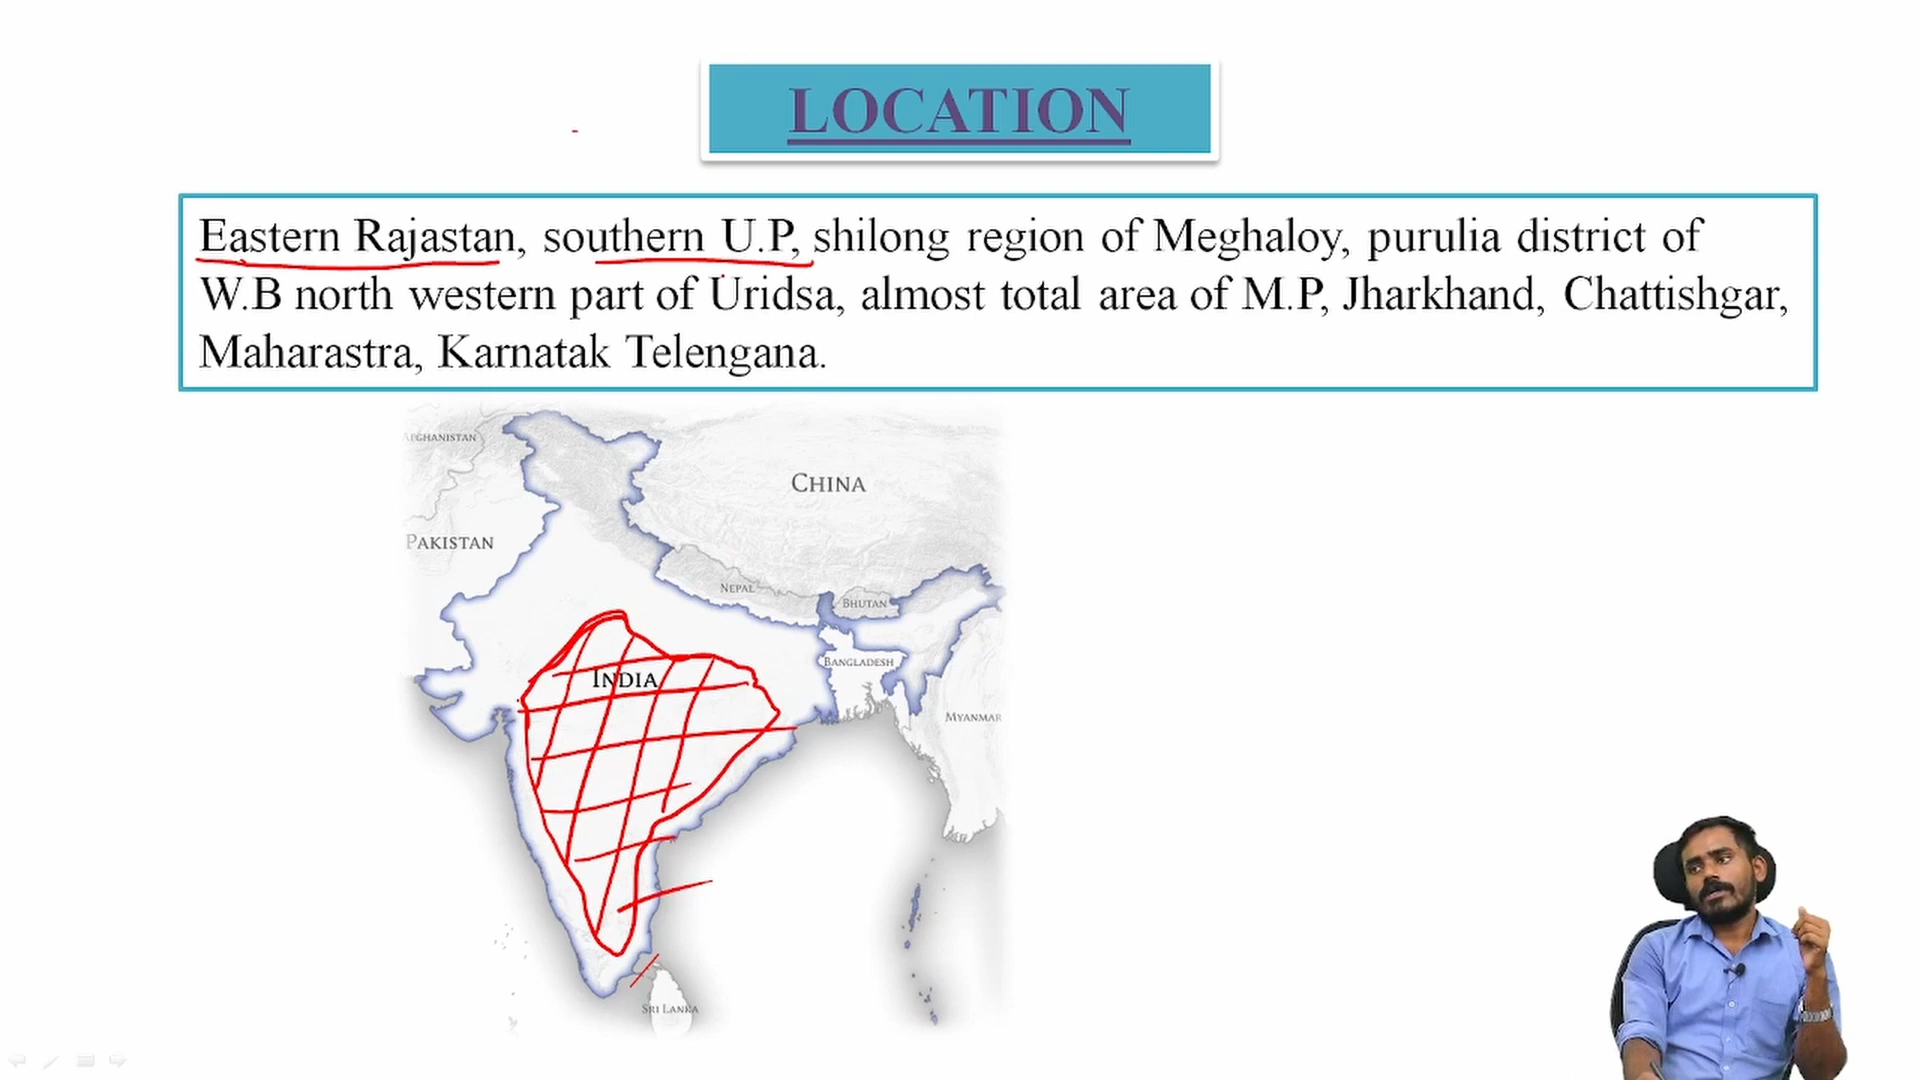 LOCATION
Eastern Rajastan, southern U.P, shilong region of Meghaloy, purulia district of
W.B north western part of Uridsa, almost total area of M.P, Jharkhand, Chattishgar,
Maharastra, Karnatak Telengana.
AFGHANISTAN
CHINA
PAKISTAN
NEPAL
BHUTAN
BANGLADESH
INDIA
MYANMAR
SRI LANKA